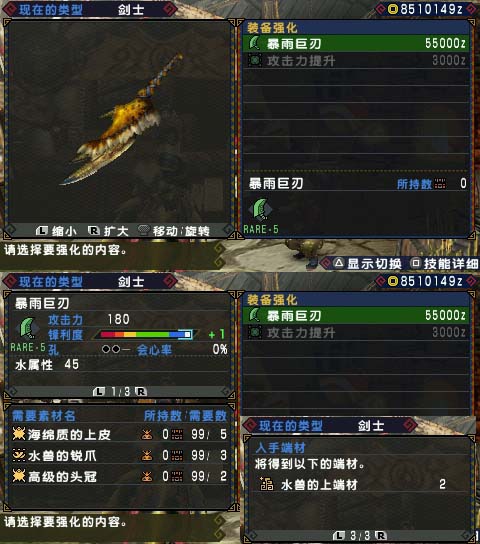 现在的类型 剑士
8510149z
装备强化
暴雨巨刃 55000z
攻击力提升 3000z
暴雨巨刃 所持数 0
RARE-5
L 缩小 R 扩大 移动/旋转
请选择要强化的内容。
△显示切换 □技能详细
现在的类型 剑士
8510149z
暴雨巨刃
攻击力 180
锋利度 +1
RARE-5 孔 ●●— 会心率 0%
水属性 45
L 1/3 R
装备强化
暴雨巨刃 55000z
攻击力提升 3000z
需要素材名 所持数/需要数
海绵质的上皮 0 99/ 5
水兽的锐爪 0 99/ 3
高级的头冠 0 99/ 2
请选择要强化的内容。
现在的类型 剑士
入手端材
将得到以下的端材。
水兽的上端材 2
L 3/3 R